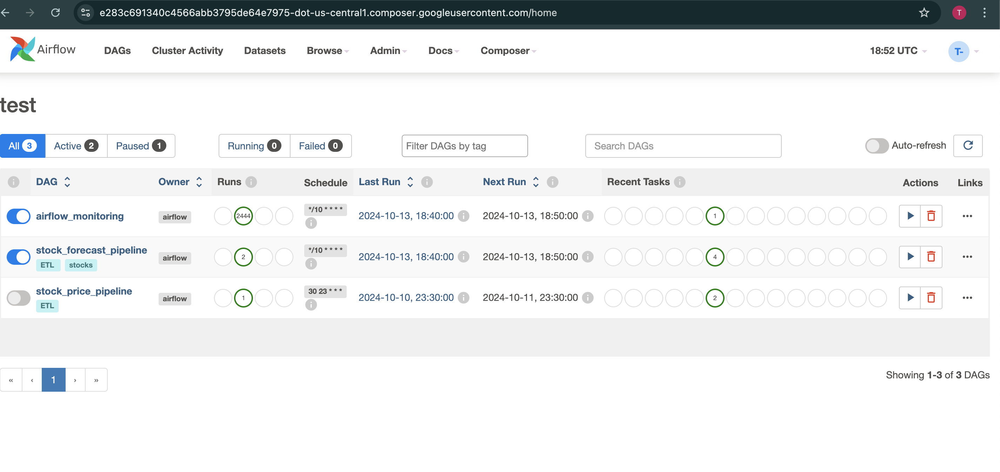 e283c691340c4566abb3795de64e7975-dot-us-central1.composer.googleusercontent.com/home
T
Airflow
DAGs Cluster Activity Datasets Browse Admin Docs Composer 18:52 UTC T-
test
All 3 Active 2 Paused 1 Running 0 Failed 0 Filter DAGs by tag Search DAGs Auto-refresh
i DAG Owner Runs i Schedule Last Run i Next Run i Recent Tasks i Actions Links
airflow_monitoring airflow 2444 */10 * * * * i 2024-10-13, 18:40:00 i 2024-10-13, 18:50:00 i 1 •••
stock_forecast_pipeline airflow 2 */10 * * * * i 2024-10-13, 18:40:00 i 2024-10-13, 18:50:00 i 4 •••
ETL stocks
stock_price_pipeline airflow 1 30 23 * * * i 2024-10-10, 23:30:00 i 2024-10-11, 23:30:00 i 2 •••
ETL
« ‹ 1 › » Showing 1-3 of 3 DAGs